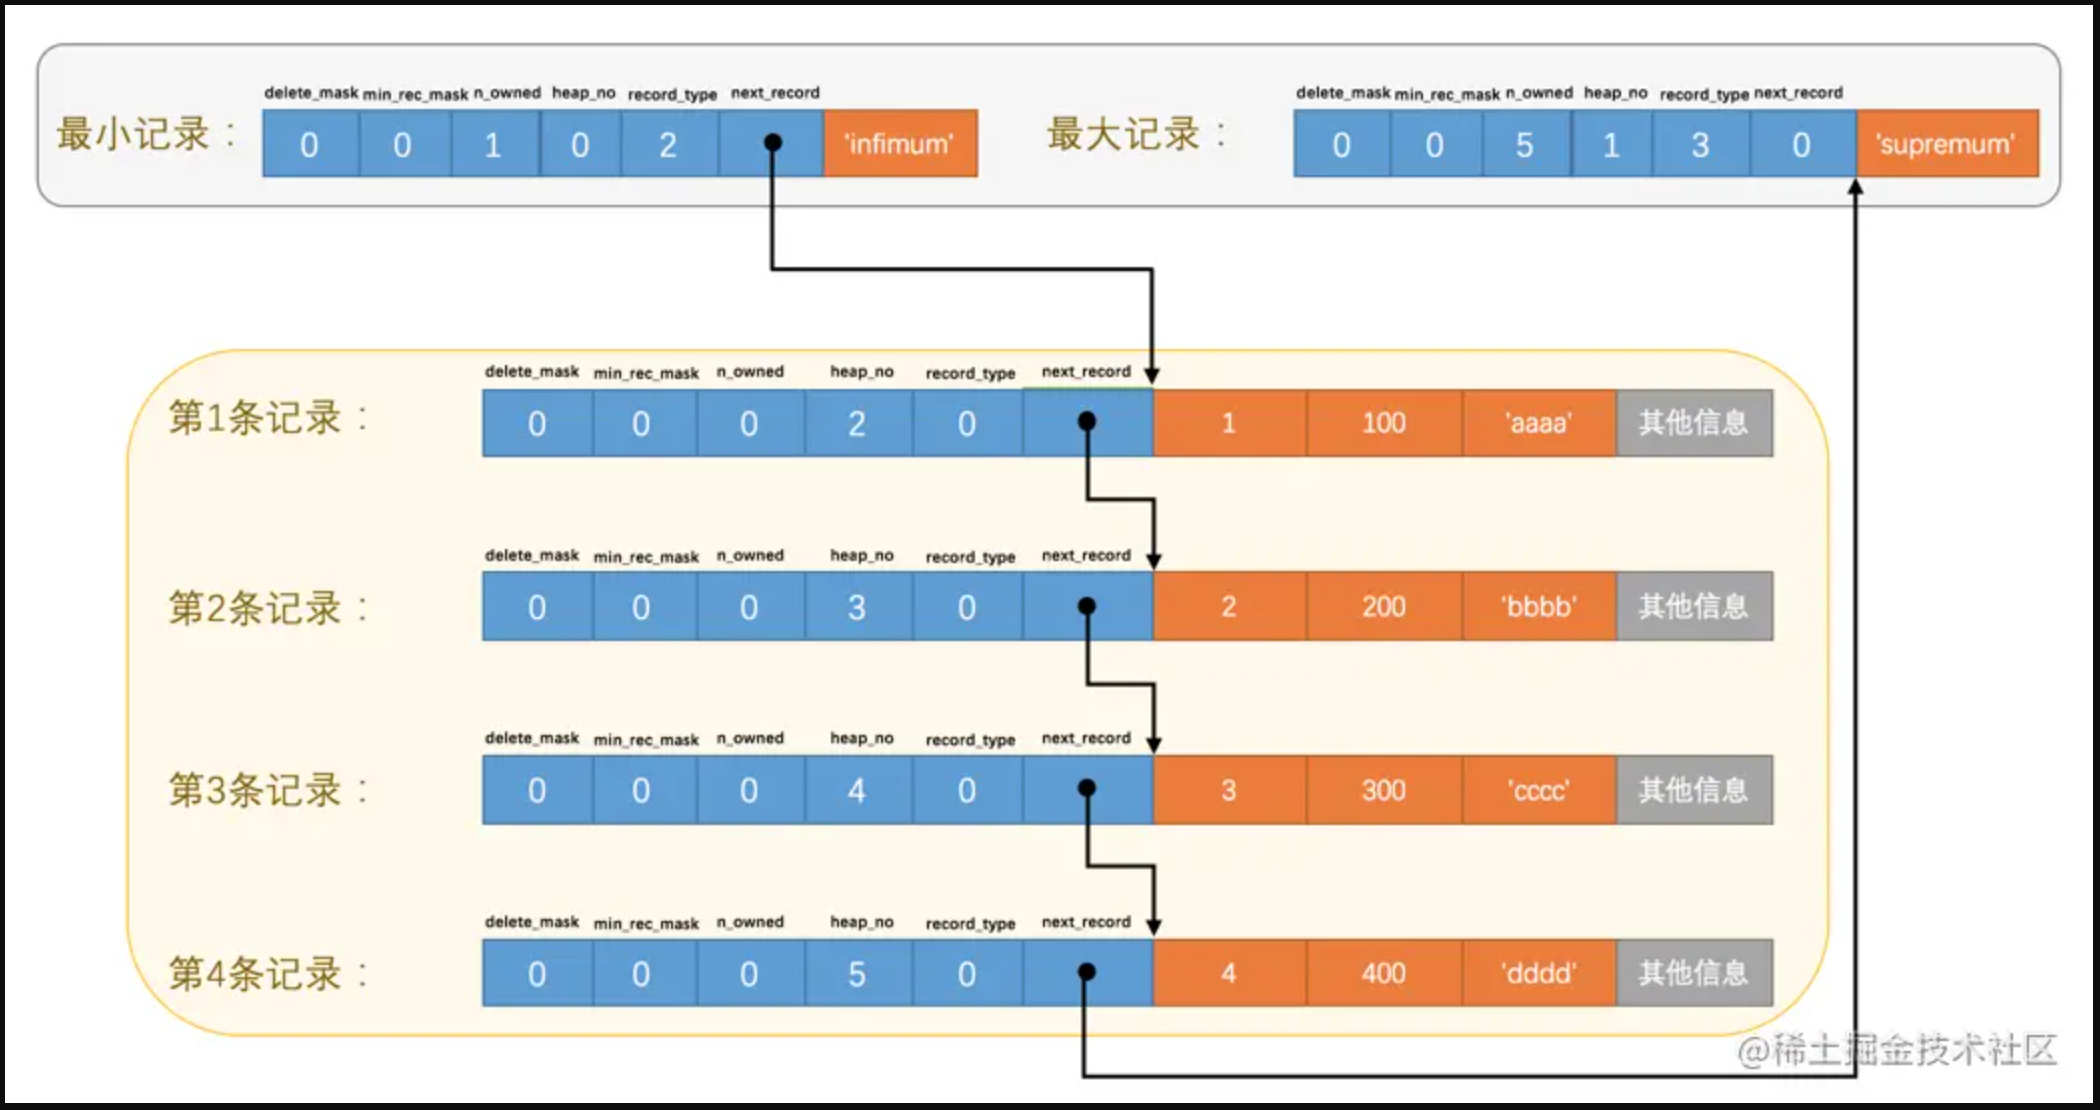 delete_mask min_rec_mask n_owned heap_no record_type next_record
最小记录： 0 0 1 0 2 'infimum'
delete_mask min_rec_mask n_owned heap_no record_type next_record
最大记录： 0 0 5 1 3 0 'supremum'
delete_mask min_rec_mask n_owned heap_no record_type next_record
第1条记录： 0 0 0 2 0 1 100 'aaaa' 其他信息
delete_mask min_rec_mask n_owned heap_no record_type next_record
第2条记录： 0 0 0 3 0 2 200 'bbbb' 其他信息
delete_mask min_rec_mask n_owned heap_no record_type next_record
第3条记录： 0 0 0 4 0 3 300 'cccc' 其他信息
delete_mask min_rec_mask n_owned heap_no record_type next_record
第4条记录： 0 0 0 5 0 4 400 'dddd' 其他信息
@稀土掘金技术社区